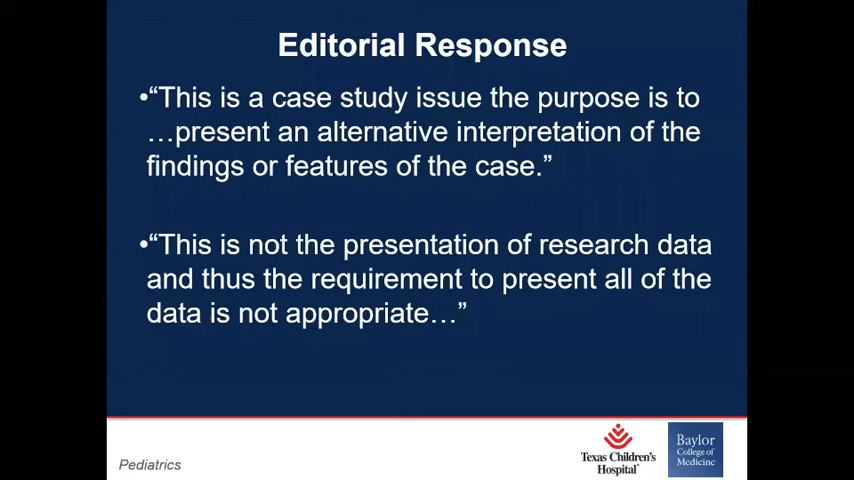 Editorial Response
•“This is a case study issue the purpose is to
…present an alternative interpretation of the
findings or features of the case.”
•“This is not the presentation of research data
and thus the requirement to present all of the
data is not appropriate…”
Pediatrics
Texas Children's
Hospital®
Baylor
College of
Medicine